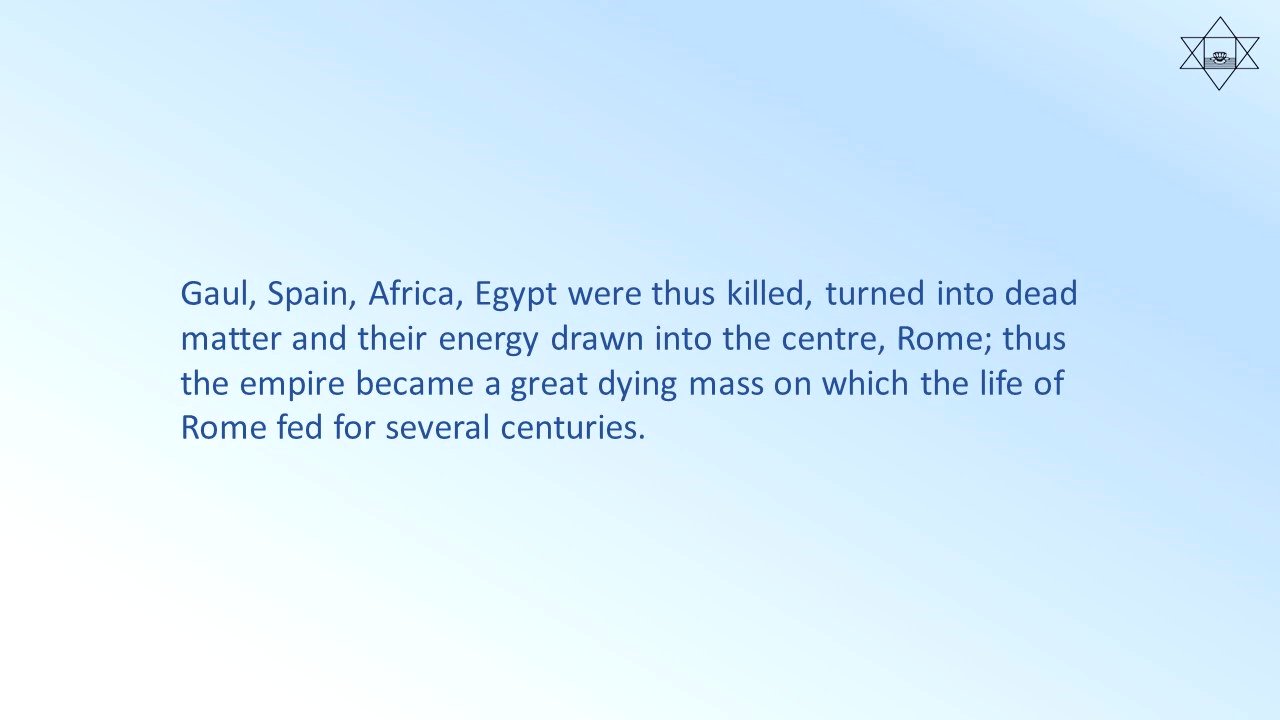 Gaul, Spain, Africa, Egypt were thus killed, turned into dead
matter and their energy drawn into the centre, Rome; thus
the empire became a great dying mass on which the life of
Rome fed for several centuries.